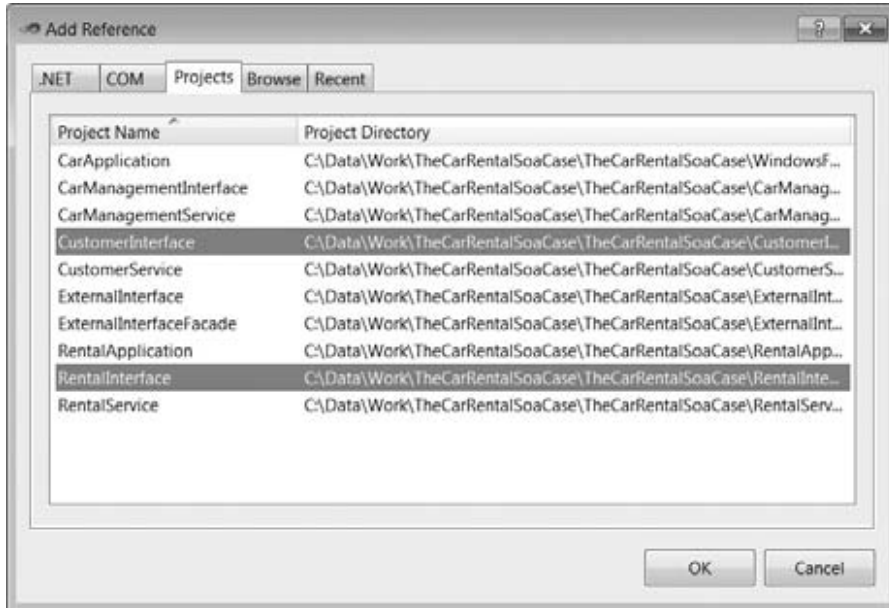 Add Reference
.NET COM Projects Browse Recent
Project Name Project Directory
CarApplication C:\Data\Work\TheCarRentalSoaCase\TheCarRentalSoaCase\WindowsF...
CarManagementInterface C:\Data\Work\TheCarRentalSoaCase\TheCarRentalSoaCase\CarManag...
CarManagementService C:\Data\Work\TheCarRentalSoaCase\TheCarRentalSoaCase\CarManag...
CustomerInterface C:\Data\Work\TheCarRentalSoaCase\TheCarRentalSoaCase\CustomerI...
CustomerService C:\Data\Work\TheCarRentalSoaCase\TheCarRentalSoaCase\CustomerS...
ExternalInterface C:\Data\Work\TheCarRentalSoaCase\TheCarRentalSoaCase\ExternalInt...
ExternalInterfaceFacade C:\Data\Work\TheCarRentalSoaCase\TheCarRentalSoaCase\ExternalInt...
RentalApplication C:\Data\Work\TheCarRentalSoaCase\TheCarRentalSoaCase\RentalApp...
RentalInterface C:\Data\Work\TheCarRentalSoaCase\TheCarRentalSoaCase\RentalInte...
RentalService C:\Data\Work\TheCarRentalSoaCase\TheCarRentalSoaCase\RentalServ...
OK Cancel